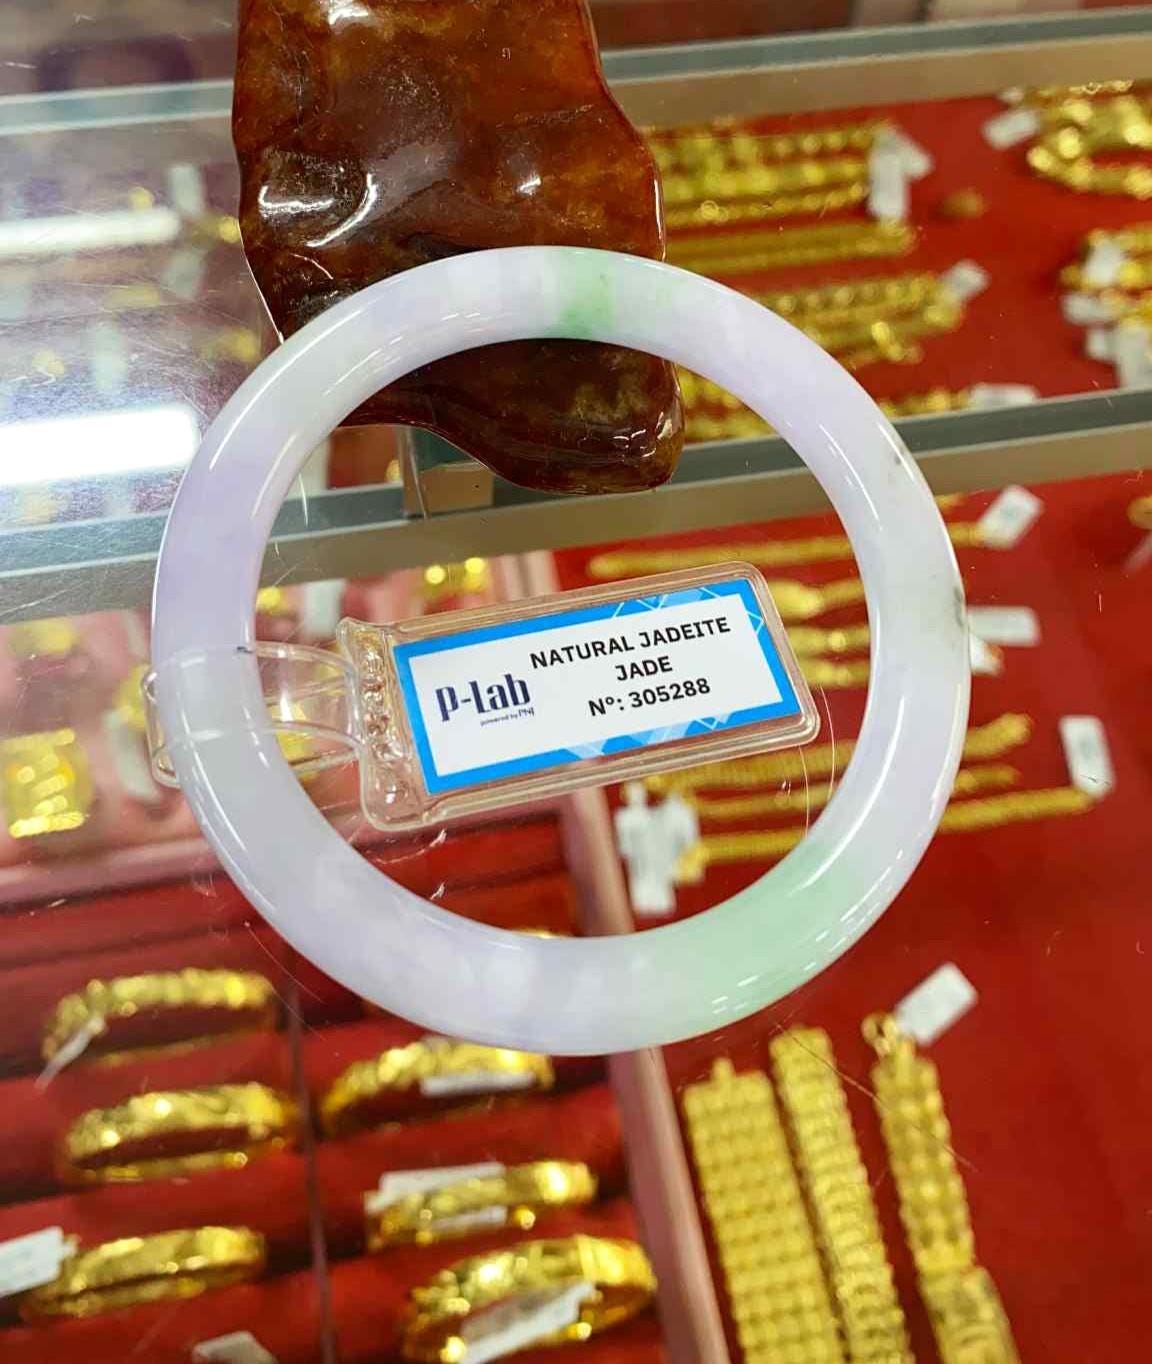 NATURAL JADEITE
JADE
Nº: 305288
P-Lab
powered by PNJ